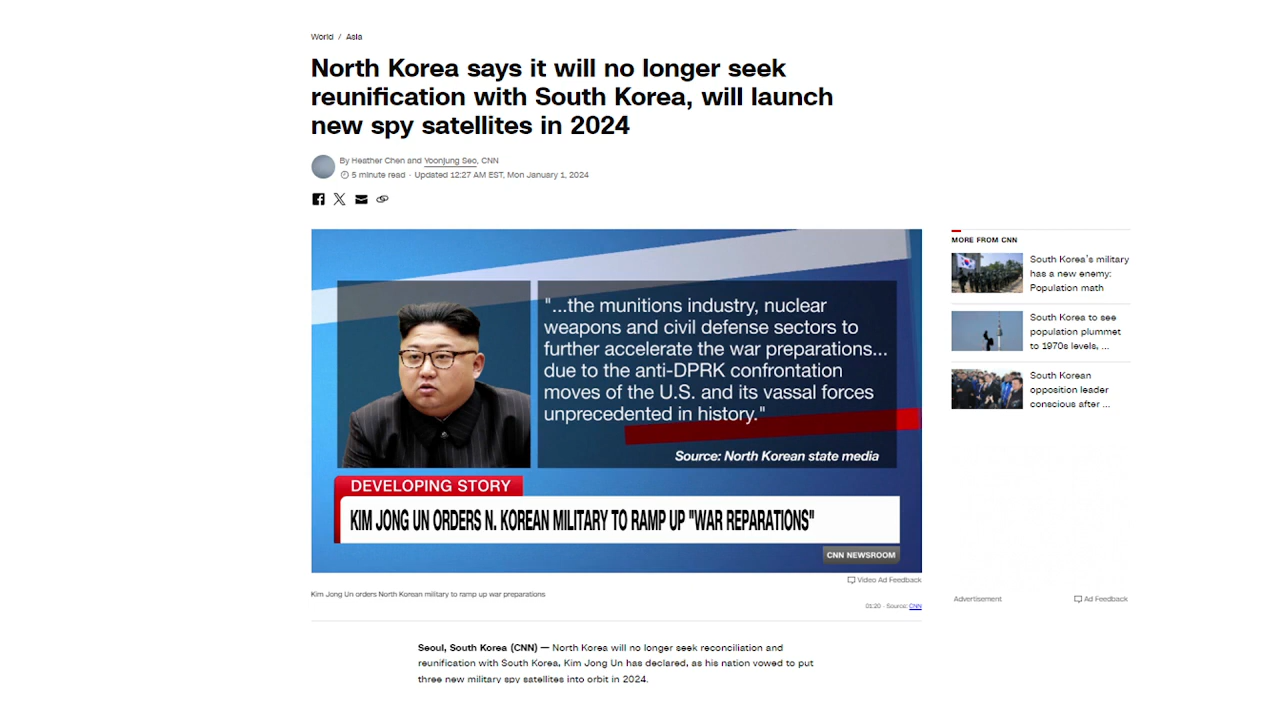 World / Asia
North Korea says it will no longer seek
reunification with South Korea, will launch
new spy satellites in 2024
By Heather Chen and Yoonjung Seo, CNN
5 minute read · Updated 12:27 AM EST, Mon January 1, 2024
"...the munitions industry, nuclear
weapons and civil defense sectors to
further accelerate the war preparations...
due to the anti-DPRK confrontation
moves of the U.S. and its vassal forces
unprecedented in history."
Source: North Korean state media
DEVELOPING STORY
KIM JONG UN ORDERS N. KOREAN MILITARY TO RAMP UP "WAR REPARATIONS"
CNN NEWSROOM
Video Ad Feedback
Kim Jong Un orders North Korean military to ramp up war preparations
01:20 - Source: CNN
MORE FROM CNN
South Korea's military
has a new enemy:
Population math
South Korea to see
population plummet
to 1970s levels, ...
South Korean
opposition leader
conscious after ...
Advertisement
Ad Feedback
Seoul, South Korea (CNN) — North Korea will no longer seek reconciliation and
reunification with South Korea, Kim Jong Un has declared, as his nation vowed to put
three new military spy satellites into orbit in 2024.